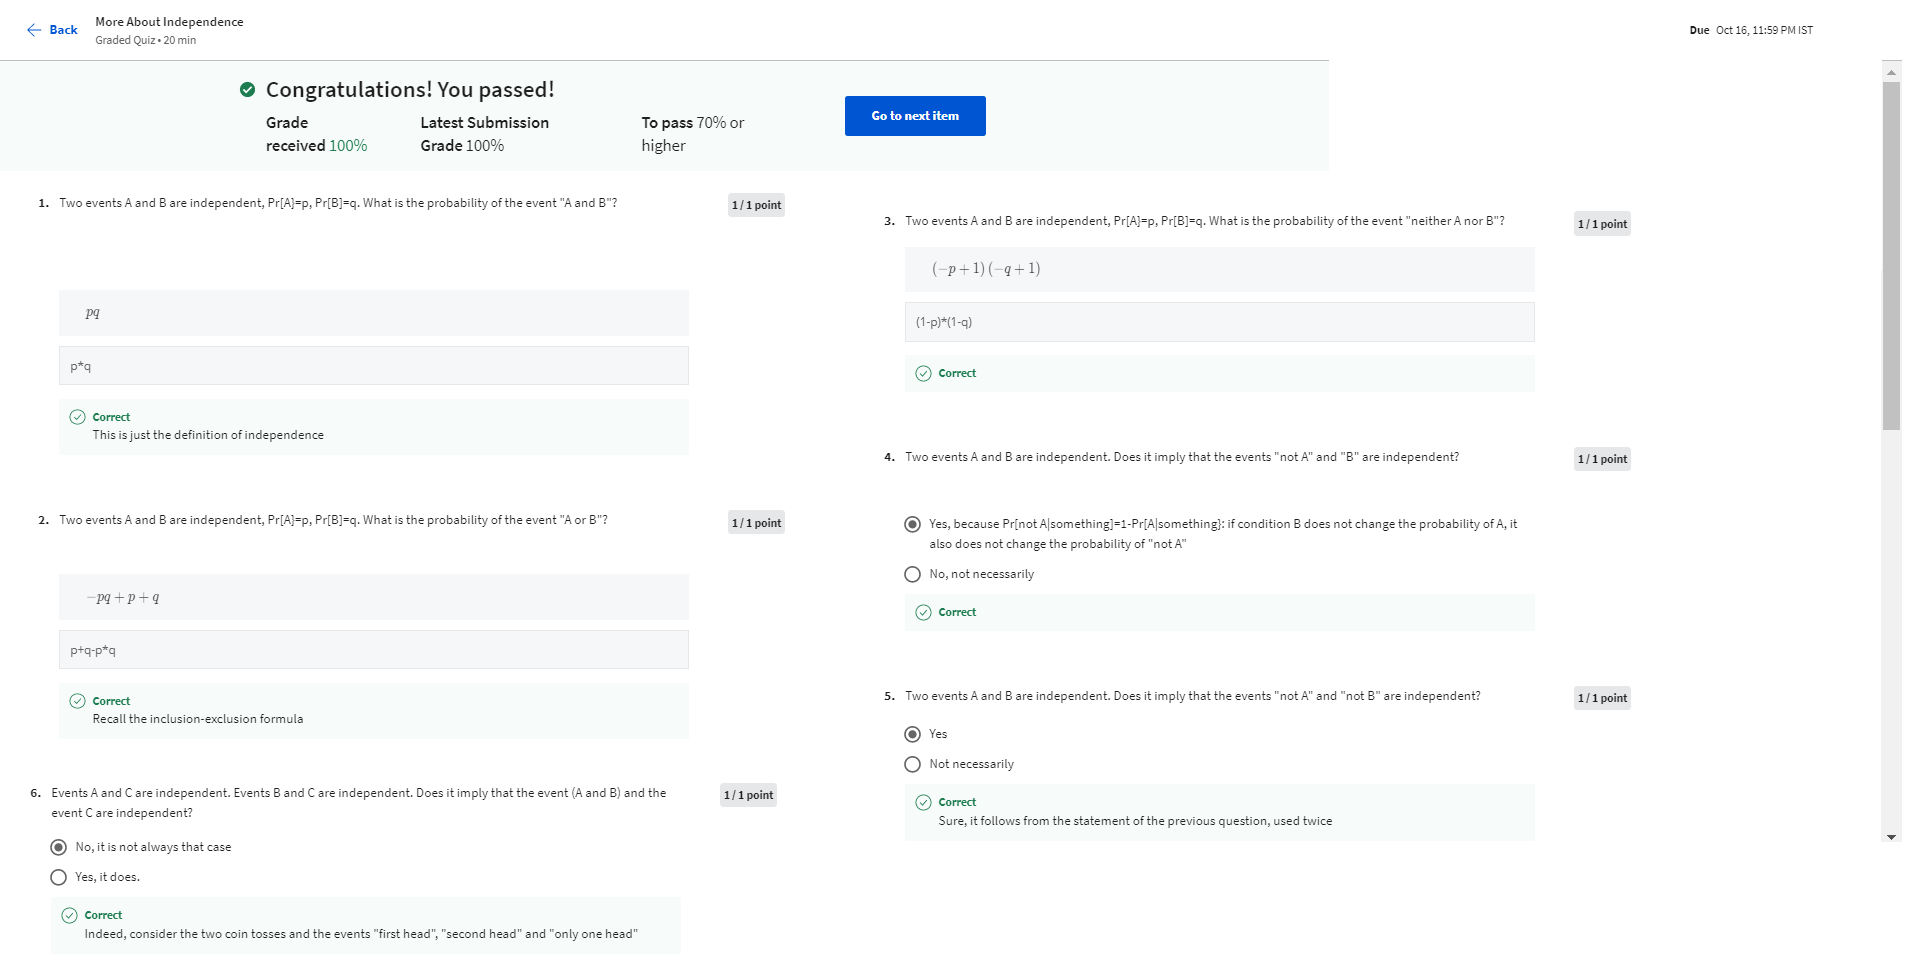 Back
More About Independence
Graded Quiz • 20 min
Due Oct 16, 11:59 PM IST
Congratulations! You passed!
Grade
received 100%
Latest Submission
Grade 100%
To pass 70% or
higher
Go to next item
1. Two events A and B are independent, Pr[A]=p, Pr[B]=q. What is the probability of the event "A and B"?
1 / 1 point
pq
p*q
Correct
This is just the definition of independence
2. Two events A and B are independent, Pr[A]=p, Pr[B]=q. What is the probability of the event "A or B"?
1 / 1 point
−pq + p + q
p+q-p*q
Correct
Recall the inclusion-exclusion formula
3. Two events A and B are independent, Pr[A]=p, Pr[B]=q. What is the probability of the event "neither A nor B"?
1 / 1 point
(−p + 1) (−q + 1)
(1-p)*(1-q)
Correct
4. Two events A and B are independent. Does it imply that the events "not A" and "B" are independent?
1 / 1 point
Yes, because Pr[not A|something]=1-Pr[A|something]: if condition B does not change the probability of A, it
also does not change the probability of "not A"
No, not necessarily
Correct
5. Two events A and B are independent. Does it imply that the events "not A" and "not B" are independent?
1 / 1 point
Yes
Not necessarily
Correct
Sure, it follows from the statement of the previous question, used twice
6. Events A and C are independent. Events B and C are independent. Does it imply that the event (A and B) and the
event C are independent?
1 / 1 point
No, it is not always that case
Yes, it does.
Correct
Indeed, consider the two coin tosses and the events "first head", "second head" and "only one head"